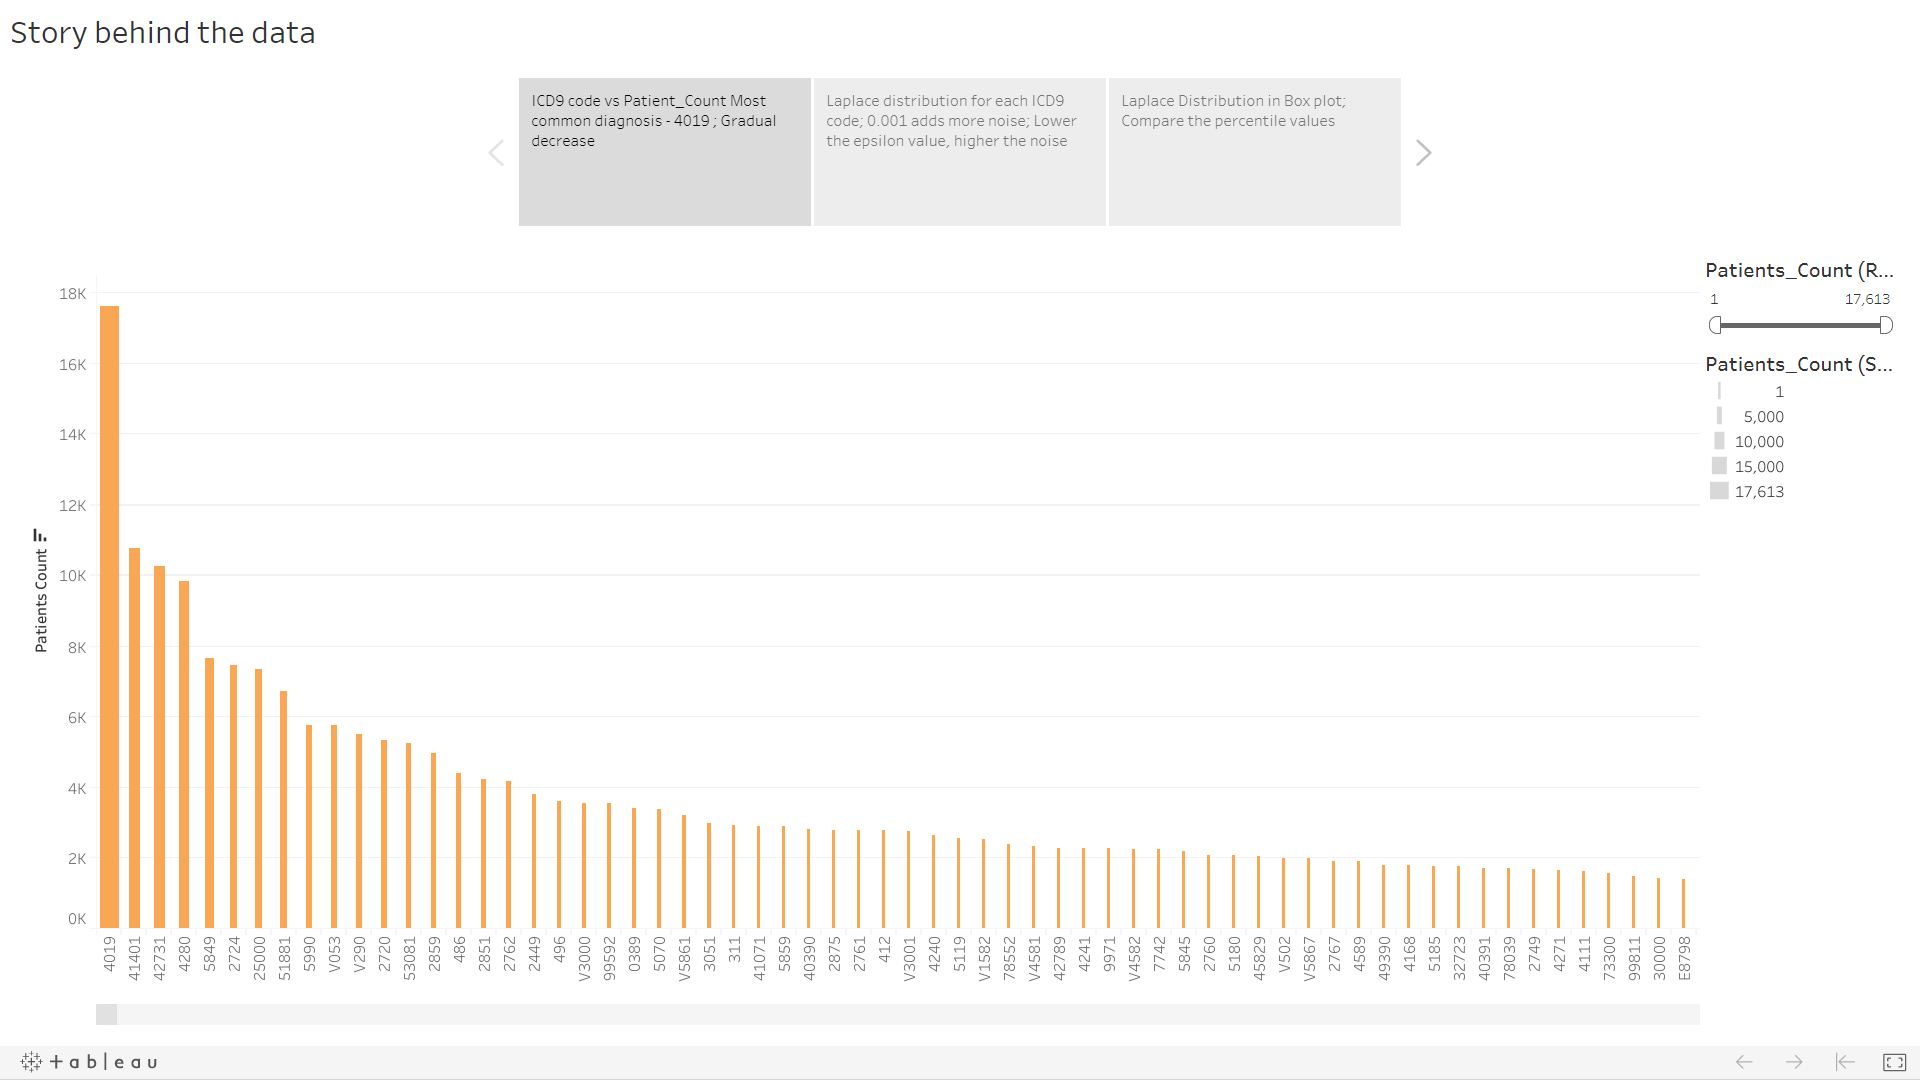 Story behind the data
ICD9 code vs Patient_Count Most
common diagnosis - 4019 ; Gradual
decrease
Laplace distribution for each ICD9
code; 0.001 adds more noise; Lower
the epsilon value, higher the noise
Laplace Distribution in Box plot;
Compare the percentile values
Patients_Count (R...
1
17,613
Patients_Count (S...
1
5,000
10,000
15,000
17,613
Patients Count
18K
16K
14K
12K
10K
8K
6K
4K
2K
0K
4019
41401
42731
4280
5849
2724
25000
51881
5990
V053
V290
2720
53081
2859
486
2851
2762
2449
496
V3000
99592
0389
5070
V5861
3051
311
41071
5859
40390
2875
2761
412
V3001
4240
5119
V1582
78552
V4581
42789
4241
9971
V4582
7742
5845
2760
5180
45829
V502
V5867
2767
4589
49390
4168
5185
32723
40391
78039
2749
4271
4111
73300
99811
30000
E8798
+ableau